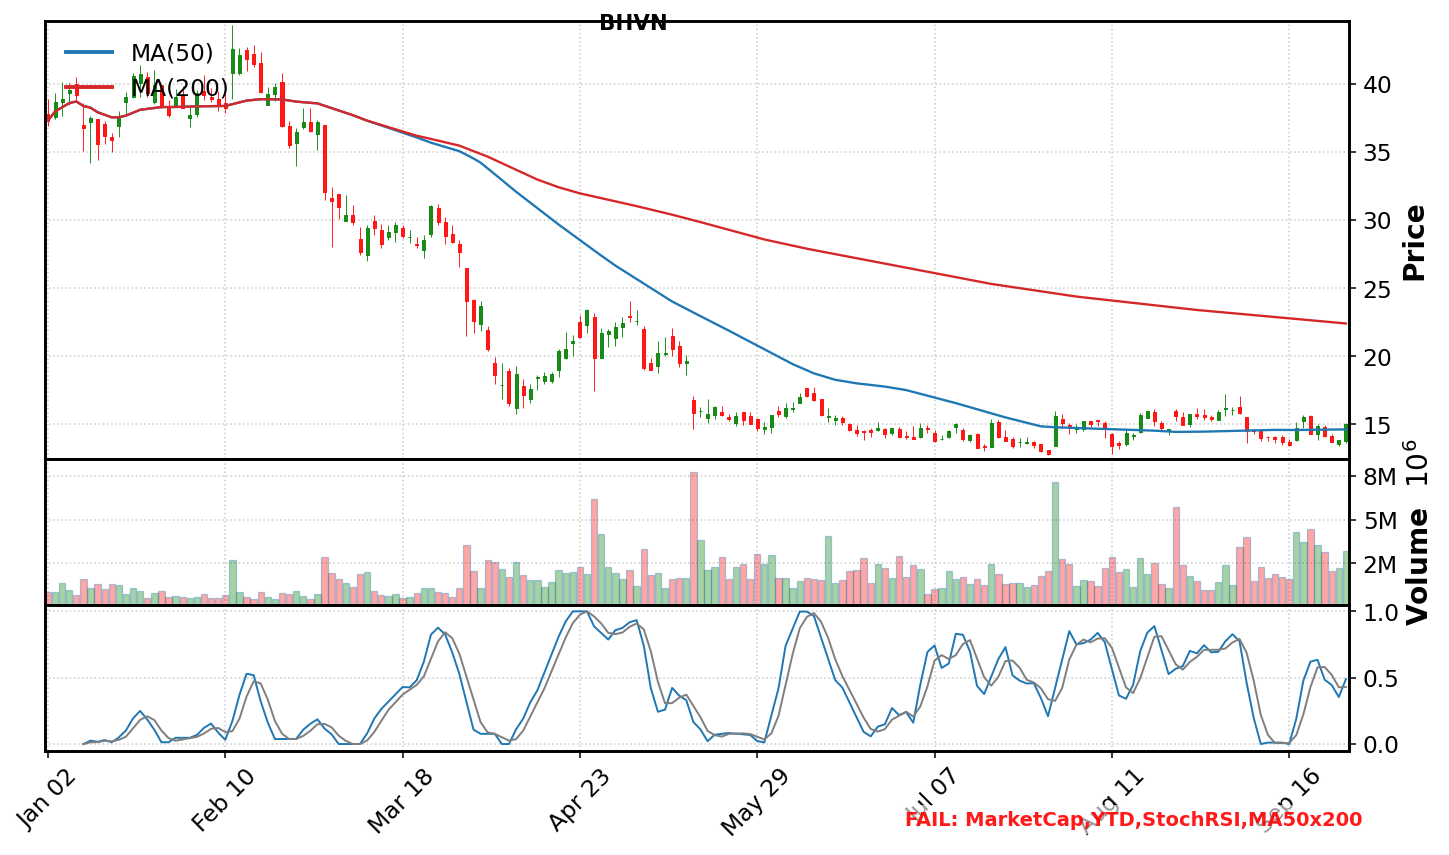 BHVN
MA(50)
MA(200)
40
35
30
25
20
15
Price
8M
5M
2M
Volume 10⁶
1.0
0.5
0.0
Jan 02
Feb 10
Mar 18
Apr 23
May 29
Jul 07
Aug 11
Sep 16
FAIL: MarketCap,YTD,StochRSI,MA50x200